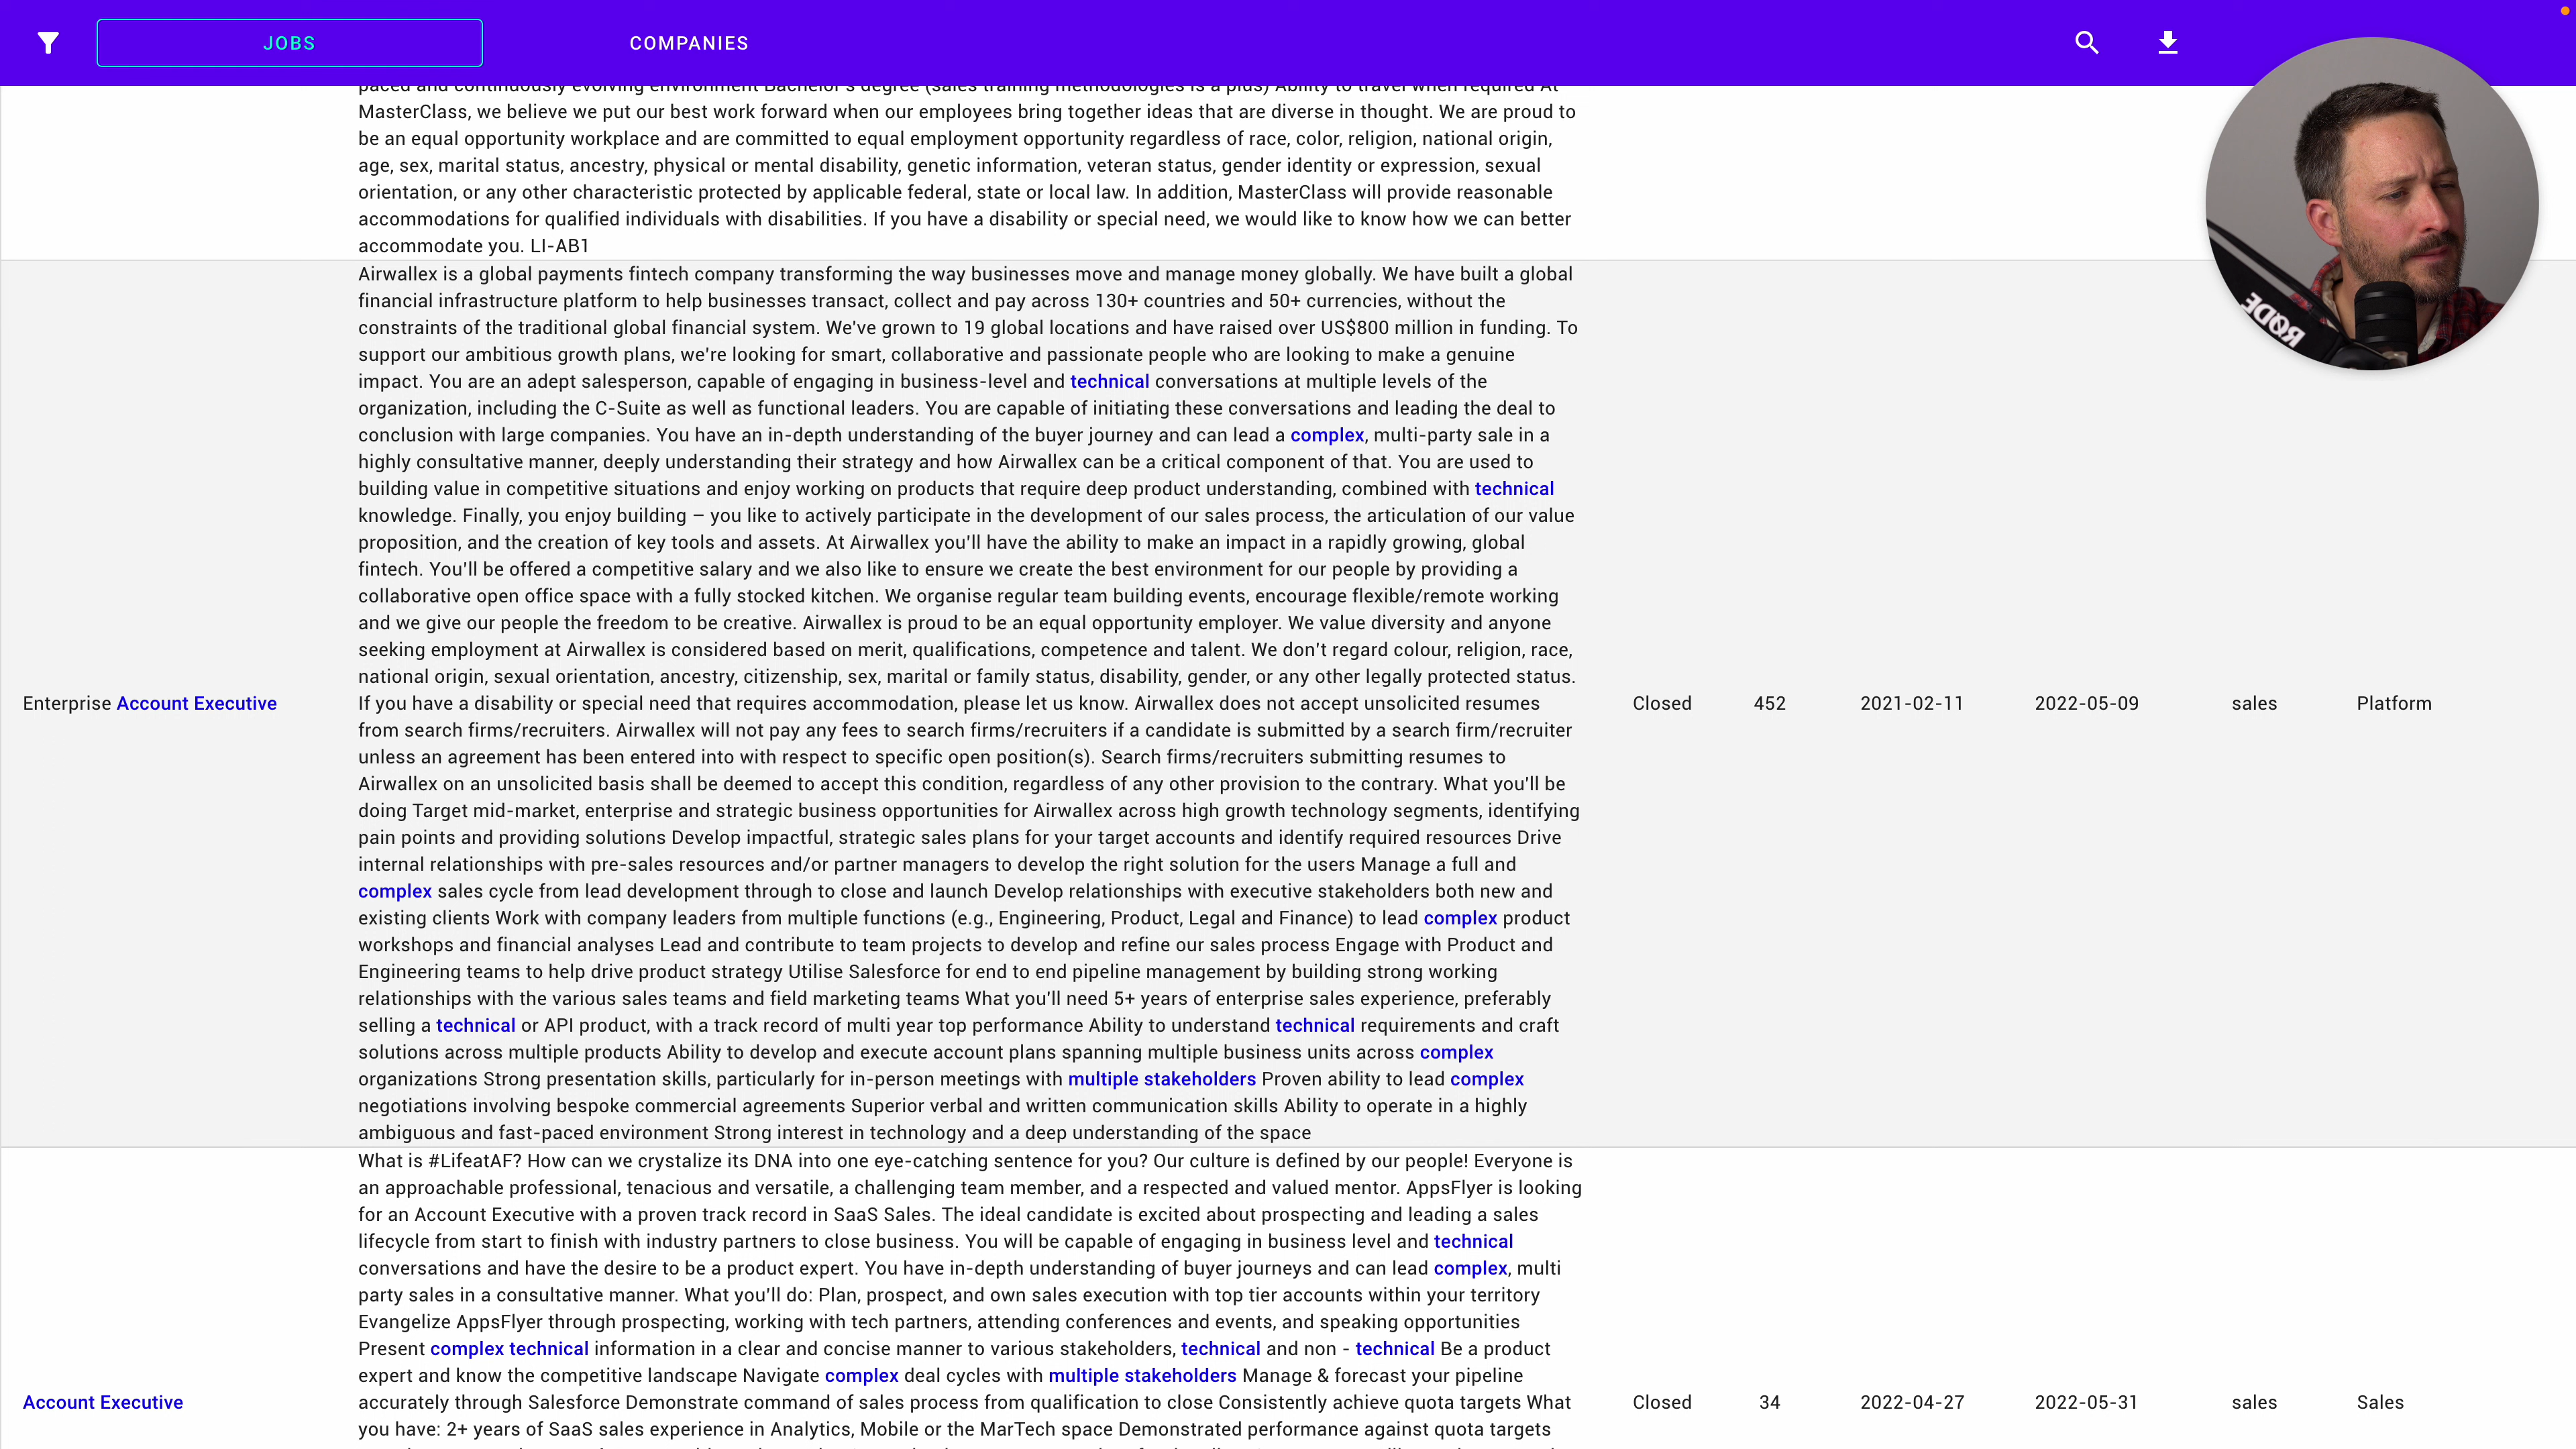 JOBS
COMPANIES
paced and continuously evolving environment Bachelor's degree (sales training methodologies is a plus) Ability to travel when required At
MasterClass, we believe we put our best work forward when our employees bring together ideas that are diverse in thought. We are proud to
be an equal opportunity workplace and are committed to equal employment opportunity regardless of race, color, religion, national origin,
age, sex, marital status, ancestry, physical or mental disability, genetic information, veteran status, gender identity or expression, sexual
orientation, or any other characteristic protected by applicable federal, state or local law. In addition, MasterClass will provide reasonable
accommodations for qualified individuals with disabilities. If you have a disability or special need, we would like to know how we can better
accommodate you. LI-AB1
RØDE
Airwallex is a global payments fintech company transforming the way businesses move and manage money globally. We have built a global
financial infrastructure platform to help businesses transact, collect and pay across 130+ countries and 50+ currencies, without the
constraints of the traditional global financial system. We've grown to 19 global locations and have raised over US$800 million in funding. To
support our ambitious growth plans, we're looking for smart, collaborative and passionate people who are looking to make a genuine
impact. You are an adept salesperson, capable of engaging in business-level and technical conversations at multiple levels of the
organization, including the C-Suite as well as functional leaders. You are capable of initiating these conversations and leading the deal to
conclusion with large companies. You have an in-depth understanding of the buyer journey and can lead a complex, multi-party sale in a
highly consultative manner, deeply understanding their strategy and how Airwallex can be a critical component of that. You are used to
building value in competitive situations and enjoy working on products that require deep product understanding, combined with technical
knowledge. Finally, you enjoy building – you like to actively participate in the development of our sales process, the articulation of our value
proposition, and the creation of key tools and assets. At Airwallex you'll have the ability to make an impact in a rapidly growing, global
fintech. You'll be offered a competitive salary and we also like to ensure we create the best environment for our people by providing a
collaborative open office space with a fully stocked kitchen. We organise regular team building events, encourage flexible/remote working
and we give our people the freedom to be creative. Airwallex is proud to be an equal opportunity employer. We value diversity and anyone
seeking employment at Airwallex is considered based on merit, qualifications, competence and talent. We don't regard colour, religion, race,
national origin, sexual orientation, ancestry, citizenship, sex, marital or family status, disability, gender, or any other legally protected status.
Enterprise Account Executive
If you have a disability or special need that requires accommodation, please let us know. Airwallex does not accept unsolicited resumes
Closed 452 2021-02-11 2022-05-09 sales Platform
from search firms/recruiters. Airwallex will not pay any fees to search firms/recruiters if a candidate is submitted by a search firm/recruiter
unless an agreement has been entered into with respect to specific open position(s). Search firms/recruiters submitting resumes to
Airwallex on an unsolicited basis shall be deemed to accept this condition, regardless of any other provision to the contrary. What you'll be
doing Target mid-market, enterprise and strategic business opportunities for Airwallex across high growth technology segments, identifying
pain points and providing solutions Develop impactful, strategic sales plans for your target accounts and identify required resources Drive
internal relationships with pre-sales resources and/or partner managers to develop the right solution for the users Manage a full and
complex sales cycle from lead development through to close and launch Develop relationships with executive stakeholders both new and
existing clients Work with company leaders from multiple functions (e.g., Engineering, Product, Legal and Finance) to lead complex product
workshops and financial analyses Lead and contribute to team projects to develop and refine our sales process Engage with Product and
Engineering teams to help drive product strategy Utilise Salesforce for end to end pipeline management by building strong working
relationships with the various sales teams and field marketing teams What you'll need 5+ years of enterprise sales experience, preferably
selling a technical or API product, with a track record of multi year top performance Ability to understand technical requirements and craft
solutions across multiple products Ability to develop and execute account plans spanning multiple business units across complex
organizations Strong presentation skills, particularly for in-person meetings with multiple stakeholders Proven ability to lead complex
negotiations involving bespoke commercial agreements Superior verbal and written communication skills Ability to operate in a highly
ambiguous and fast-paced environment Strong interest in technology and a deep understanding of the space
What is #LifeatAF? How can we crystalize its DNA into one eye-catching sentence for you? Our culture is defined by our people! Everyone is
an approachable professional, tenacious and versatile, a challenging team member, and a respected and valued mentor. AppsFlyer is looking
for an Account Executive with a proven track record in SaaS Sales. The ideal candidate is excited about prospecting and leading a sales
lifecycle from start to finish with industry partners to close business. You will be capable of engaging in business level and technical
conversations and have the desire to be a product expert. You have in-depth understanding of buyer journeys and can lead complex, multi
party sales in a consultative manner. What you'll do: Plan, prospect, and own sales execution with top tier accounts within your territory
Evangelize AppsFlyer through prospecting, working with tech partners, attending conferences and events, and speaking opportunities
Present complex technical information in a clear and concise manner to various stakeholders, technical and non - technical Be a product
expert and know the competitive landscape Navigate complex deal cycles with multiple stakeholders Manage & forecast your pipeline
Account Executive
accurately through Salesforce Demonstrate command of sales process from qualification to close Consistently achieve quota targets What
Closed 34 2022-04-27 2022-05-31 sales Sales
you have: 2+ years of SaaS sales experience in Analytics, Mobile or the MarTech space Demonstrated performance against quota targets